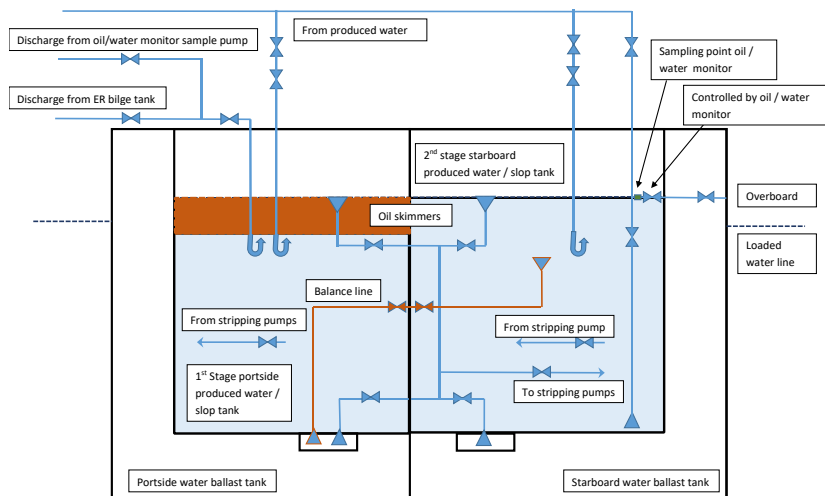 Discharge from oil/water monitor sample pump
From produced water
Sampling point oil /
water monitor
Discharge from ER bilge tank
Controlled by oil / water
monitor
2nd stage starboard
produced water / slop tank
Overboard
Oil skimmers
Loaded
water line
Balance line
From stripping pumps
From stripping pump
1st Stage portside
produced water /
slop tank
To stripping pumps
Portside water ballast tank
Starboard water ballast tank